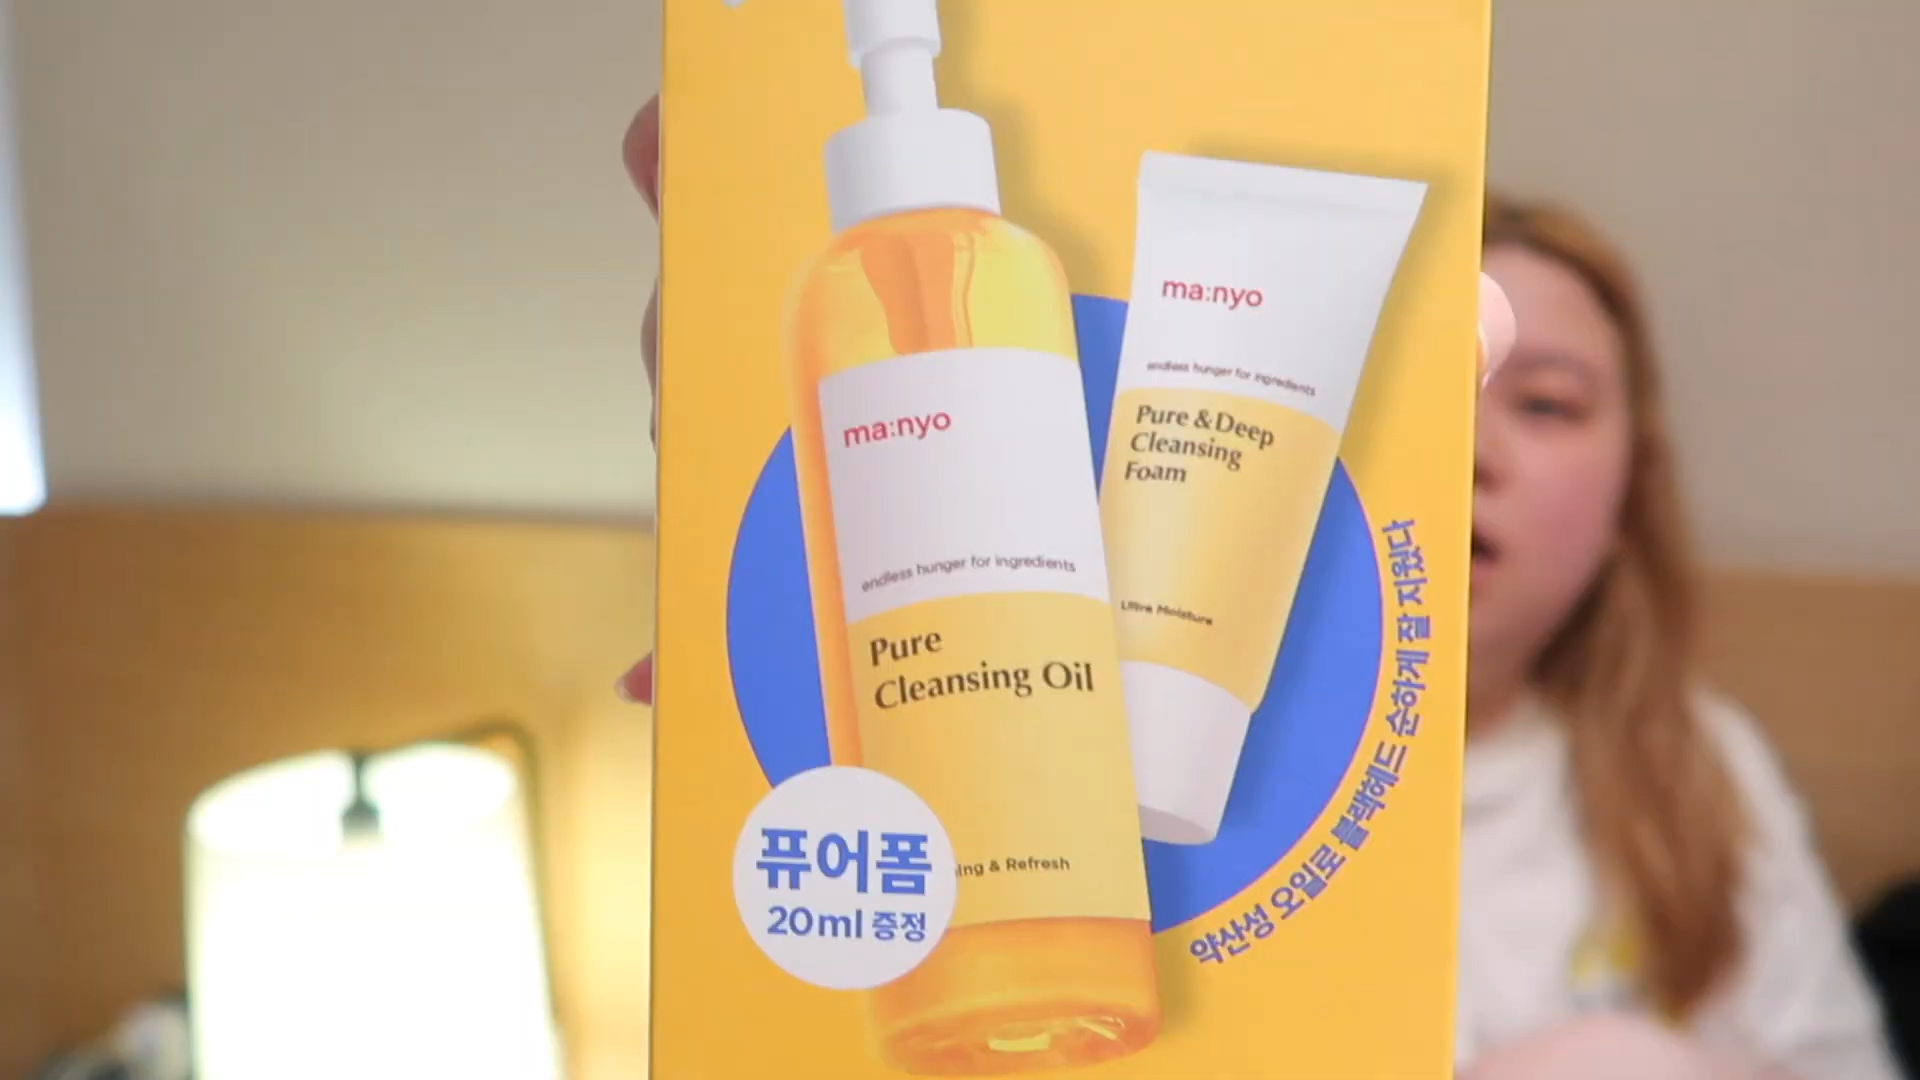 ma:nyo
endless hunger for ingredients
Pure
Cleansing Oil
ing & Refresh
ma:nyo
endless hunger for ingredients
Pure & Deep
Cleansing
Foam
Ultra Moisture
퓨어폼
20ml 증정
약산성 오일로 블랙헤드 순하게 잘 지웠다